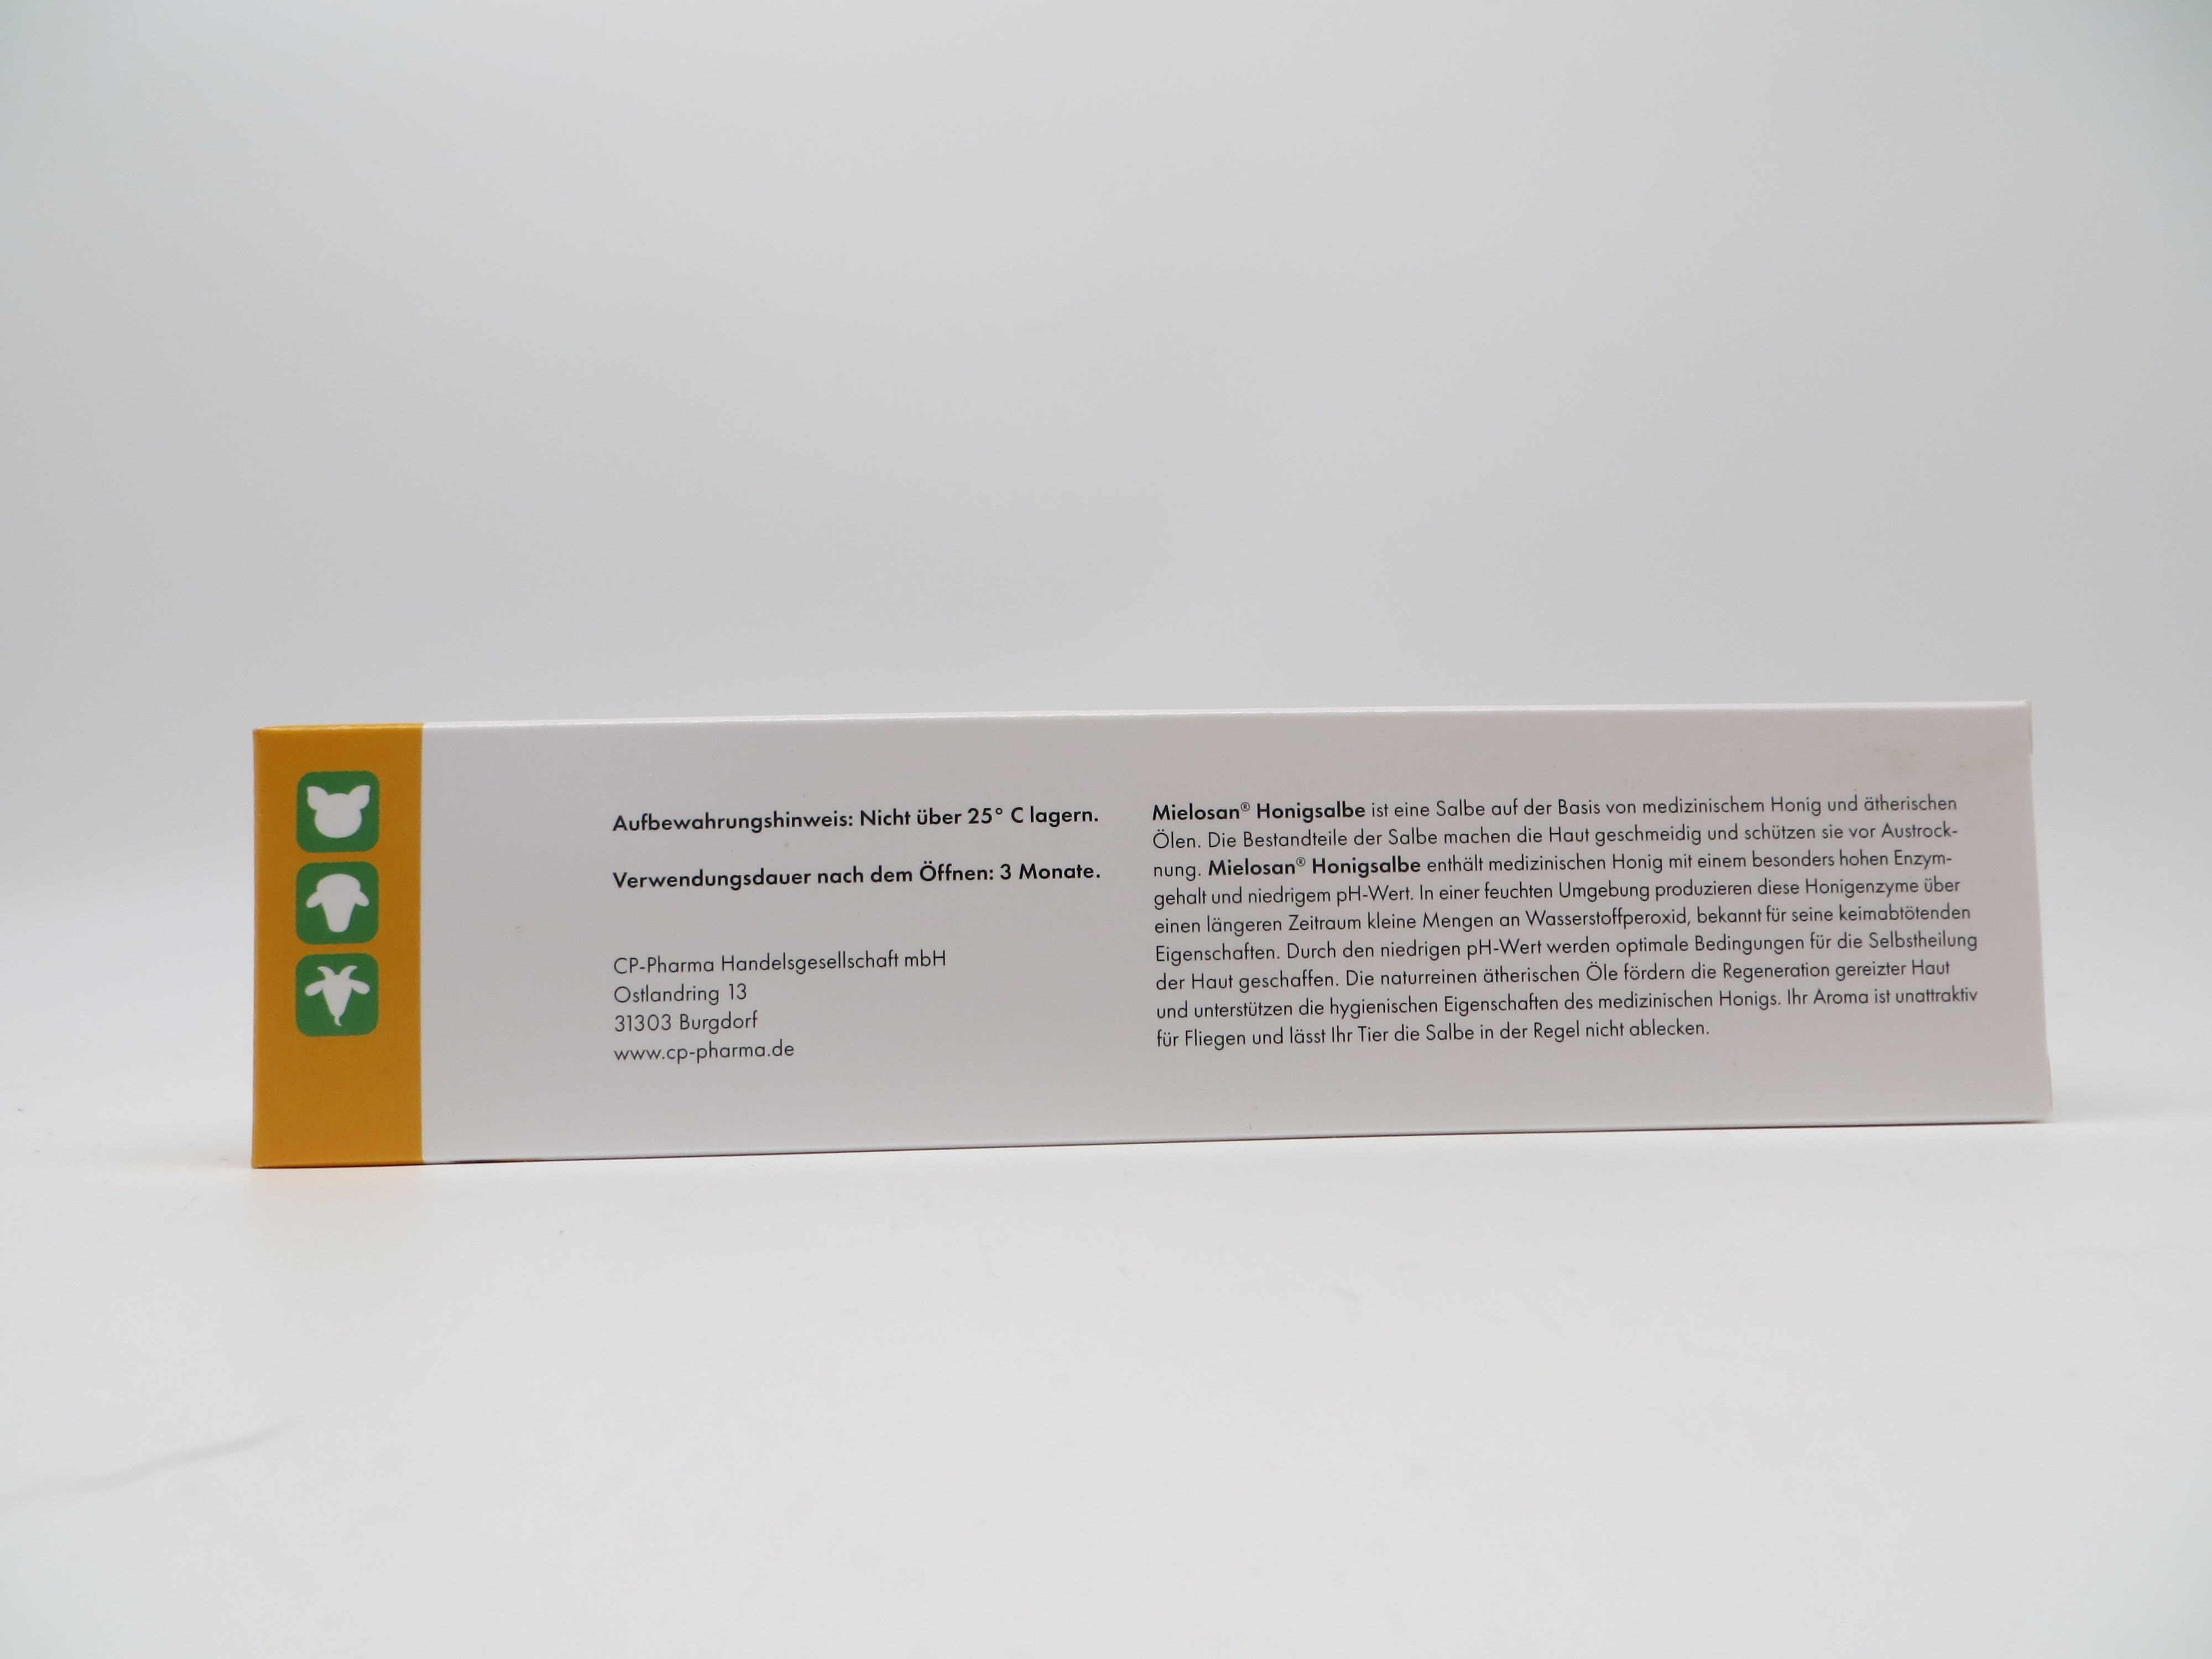 Aufbewahrungshinweis: Nicht über 25° C lagern.
Verwendungsdauer nach dem Öffnen: 3 Monate.
CP-Pharma Handelsgesellschaft mbH
Ostlandring 13
31303 Burgdorf
www.cp-pharma.de
Mielosan® Honigsalbe ist eine Salbe auf der Basis von medizinischem Honig und ätherischen
Ölen. Die Bestandteile der Salbe machen die Haut geschmeidig und schützen sie vor Austrock-
nung. Mielosan® Honigsalbe enthält medizinischen Honig mit einem besonders hohen Enzym-
gehalt und niedrigem pH-Wert. In einer feuchten Umgebung produzieren diese Honigenzyme über
einen längeren Zeitraum kleine Mengen an Wasserstoffperoxid, bekannt für seine keimabtötenden
Eigenschaften. Durch den niedrigen pH-Wert werden optimale Bedingungen für die Selbstheilung
der Haut geschaffen. Die naturreinen ätherischen Öle fördern die Regeneration gereizter Haut
und unterstützen die hygienischen Eigenschaften des medizinischen Honigs. Ihr Aroma ist unattraktiv
für Fliegen und lässt Ihr Tier die Salbe in der Regel nicht ablecken.